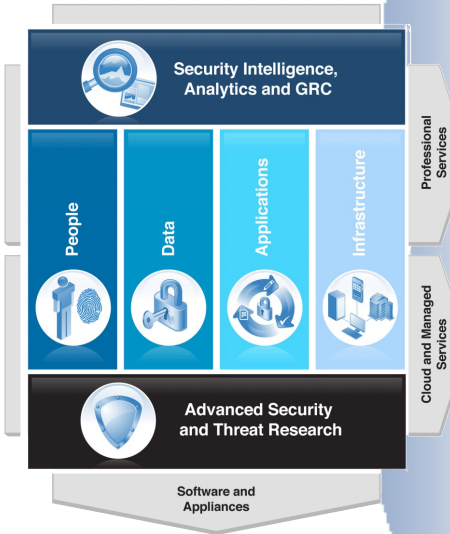 Security Intelligence,
Analytics and GRC
People
Data
Applications
Infrastructure
Professional
Services
Cloud and Managed
Services
Advanced Security
and Threat Research
Software and
Appliances